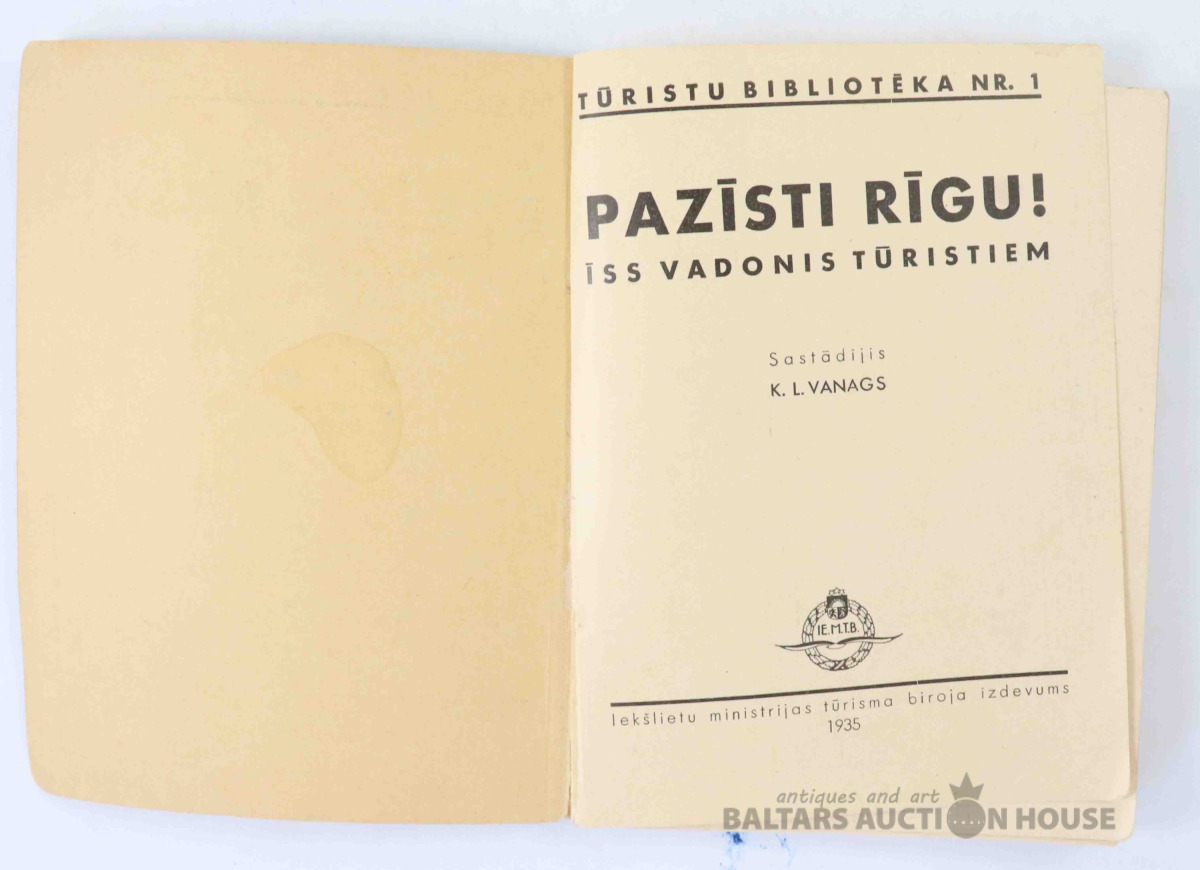 TŪRISTU BIBLIOTĒKA NR. 1
PAZĪSTI RĪGU!
ĪSS VADONIS TŪRISTIEM
Sastādijis
K. L. VANAGS
IE.M.T.B.
Iekšlietu ministrijas tūrisma biroja izdevums
1935
antiques and art
BALTARS AUCTION HOUSE